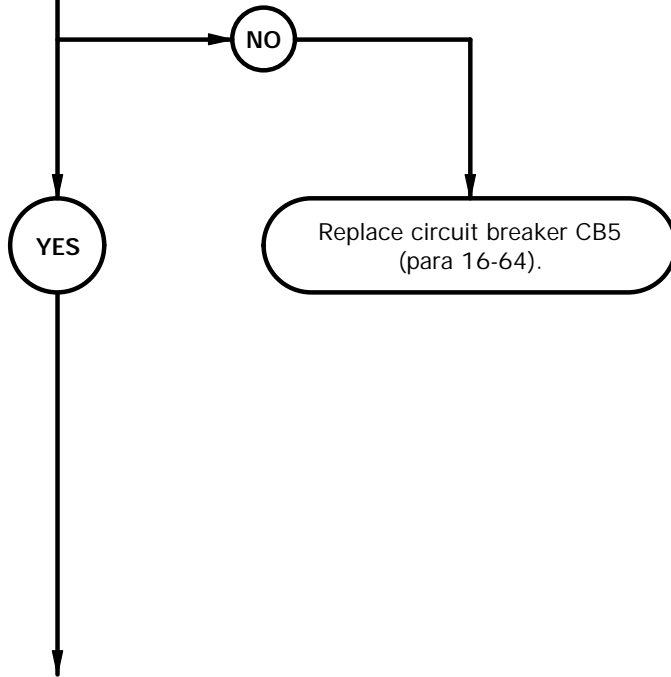 NO
YES
Replace circuit breaker CB5
(para 16-64).